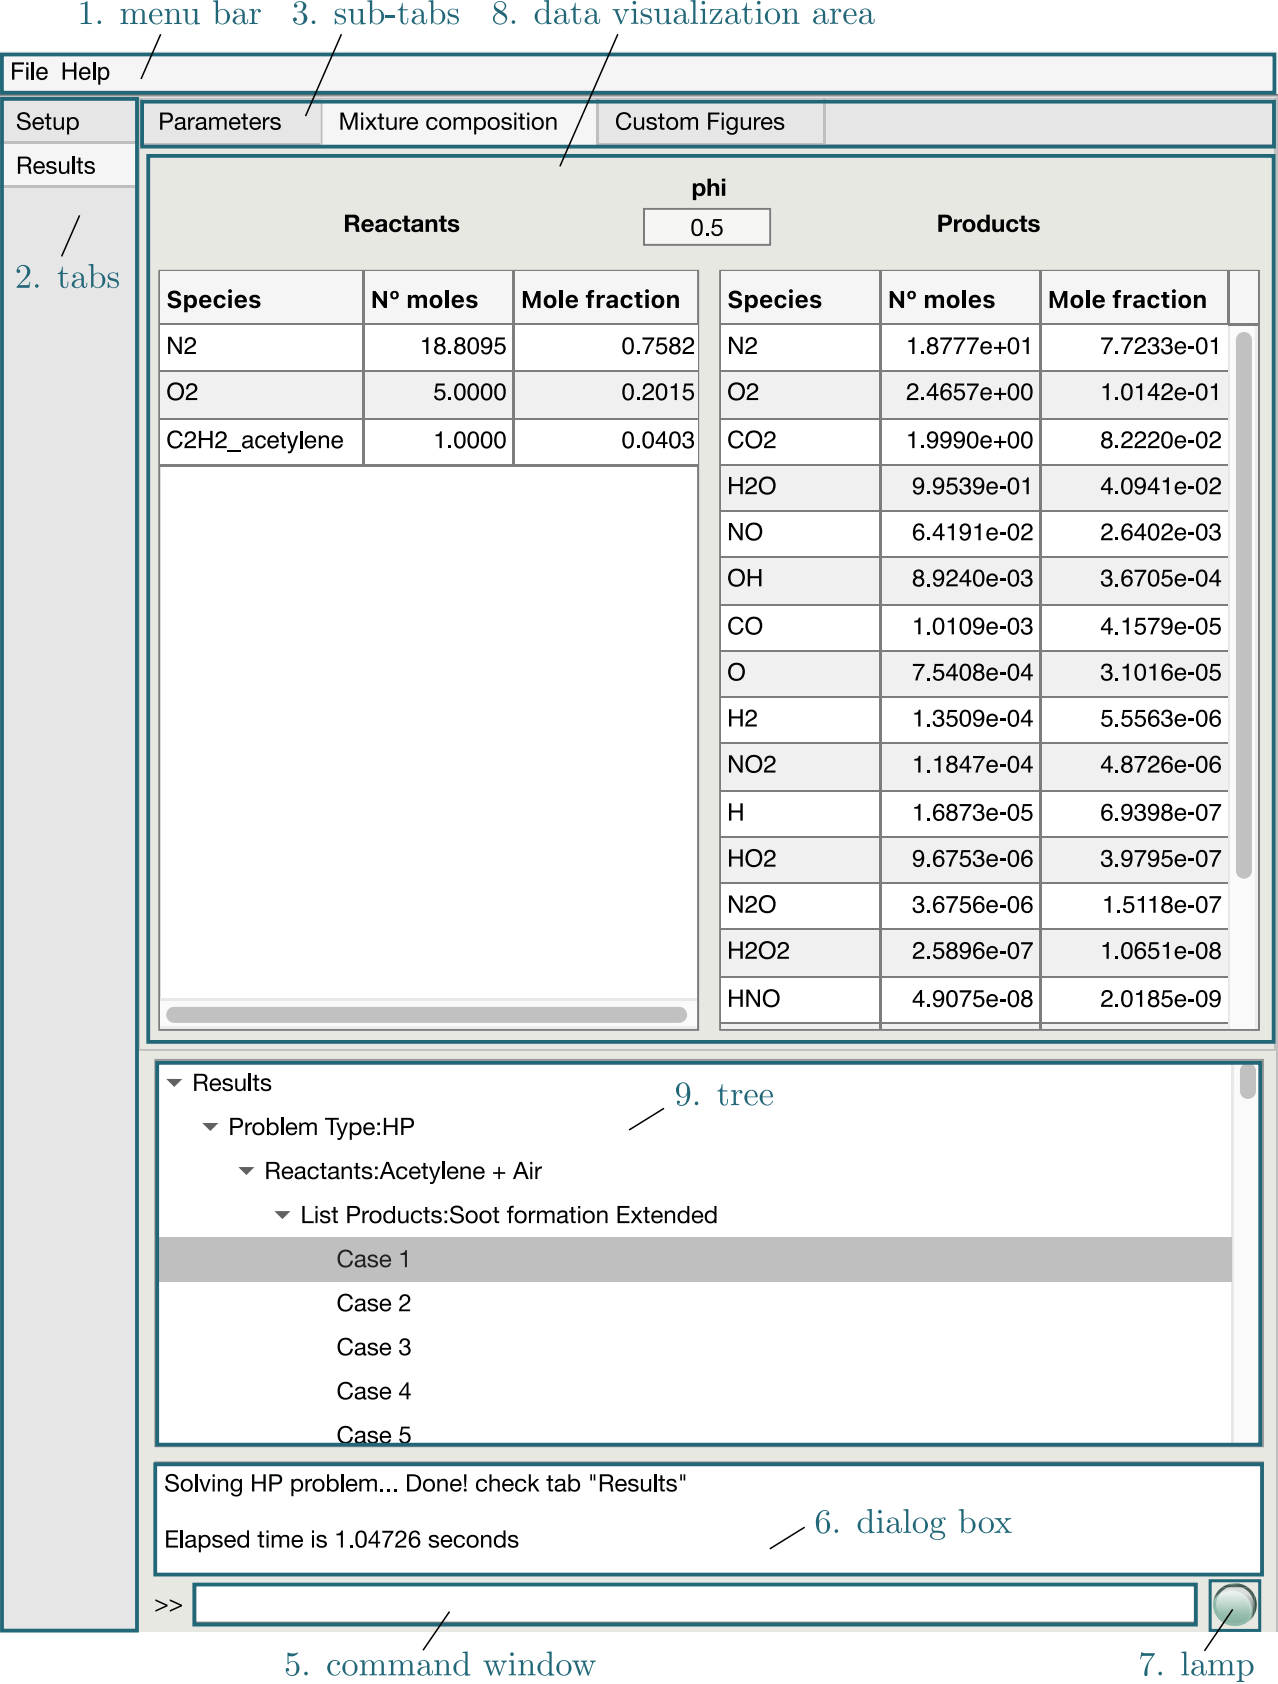 1. menu bar 3. sub-tabs 8. data visualization area
File Help
Setup
Results
2. tabs
Parameters Mixture composition Custom Figures
phi
Reactants 0.5 Products
Species Nº moles Mole fraction
N2 18.8095 0.7582
O2 5.0000 0.2015
C2H2_acetylene 1.0000 0.0403
Species Nº moles Mole fraction
N2 1.8777e+01 7.7233e-01
O2 2.4657e+00 1.0142e-01
CO2 1.9990e+00 8.2220e-02
H2O 9.9539e-01 4.0941e-02
NO 6.4191e-02 2.6402e-03
OH 8.9240e-03 3.6705e-04
CO 1.0109e-03 4.1579e-05
O 7.5408e-04 3.1016e-05
H2 1.3509e-04 5.5563e-06
NO2 1.1847e-04 4.8726e-06
H 1.6873e-05 6.9398e-07
HO2 9.6753e-06 3.9795e-07
N2O 3.6756e-06 1.5118e-07
H2O2 2.5896e-07 1.0651e-08
HNO 4.9075e-08 2.0185e-09
Results
9. tree
Problem Type:HP
Reactants:Acetylene + Air
List Products:Soot formation Extended
Case 1
Case 2
Case 3
Case 4
Case 5
Solving HP problem... Done! check tab "Results"
6. dialog box
Elapsed time is 1.04726 seconds
>>
5. command window 7. lamp